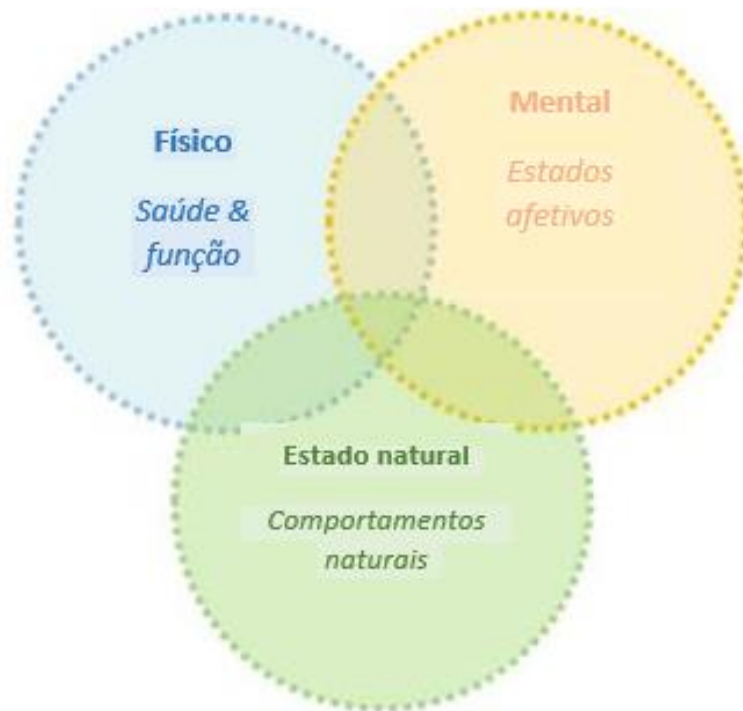 Físico
Saúde &
função
Mental
Estados
afetivos
Estado natural
Comportamentos
naturais